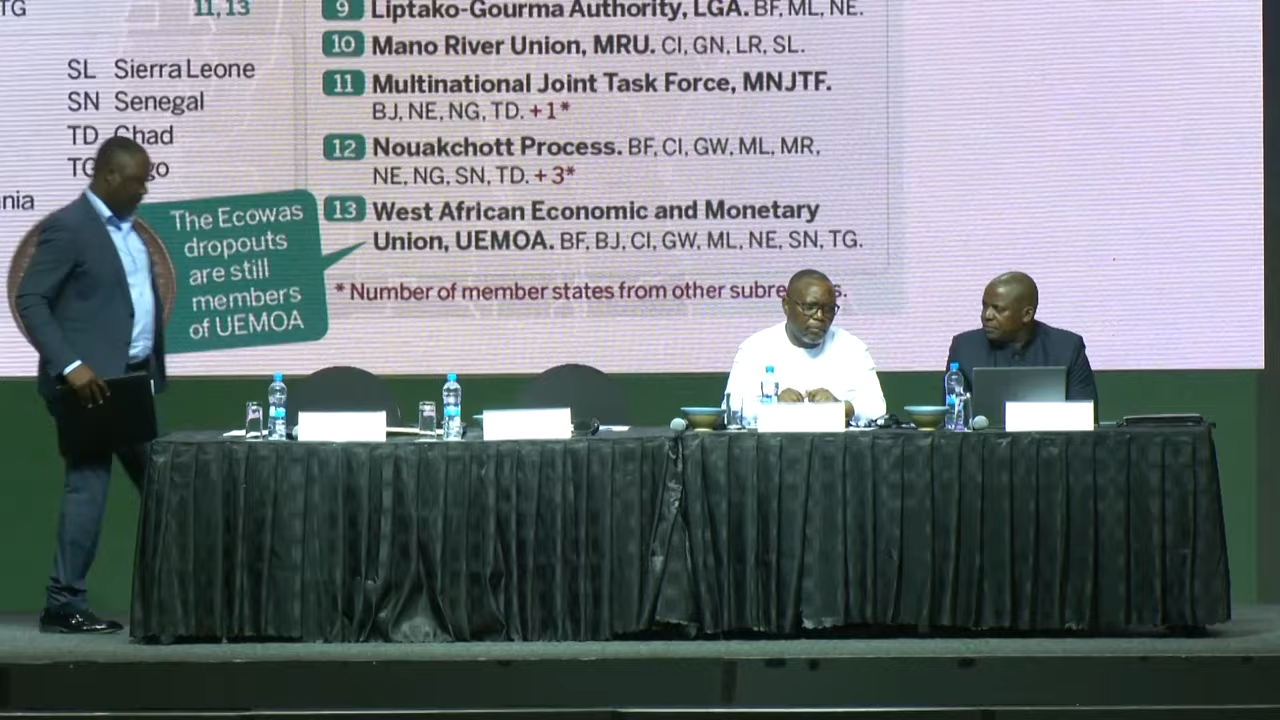 TG
11, 13
SL Sierra Leone
SN Senegal
TD Chad
nia
The Ecowas
dropouts
are still
members
of UEMOA
9 Liptako-Gourma Authority, LGA. BF, ML, NE.
10 Mano River Union, MRU. CI, GN, LR, SL.
11 Multinational Joint Task Force, MNJTF.
BJ, NE, NG, TD. +1*
12 Nouakchott Process. BF, CI, GW, ML, MR,
NE, NG, SN, TD. +3*
13 West African Economic and Monetary
Union, UEMOA. BF, BJ, CI, GW, ML, NE, SN, TG.
* Number of member states from other